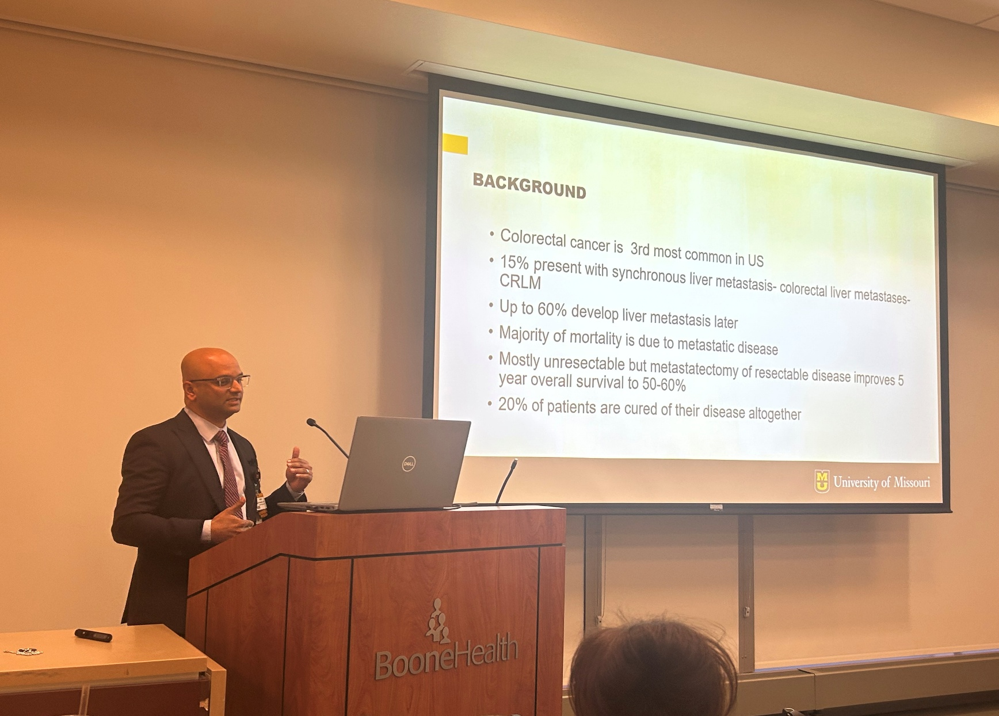 BACKGROUND
• Colorectal cancer is 3rd most common in US
• 15% present with synchronous liver metastasis- colorectal liver metastases-
CRLM
• Up to 60% develop liver metastasis later
• Majority of mortality is due to metastatic disease
• Mostly unresectable but metastatectomy of resectable disease improves 5
year overall survival to 50-60%
• 20% of patients are cured of their disease altogether
MU University of Missouri
DELL
BooneHealth